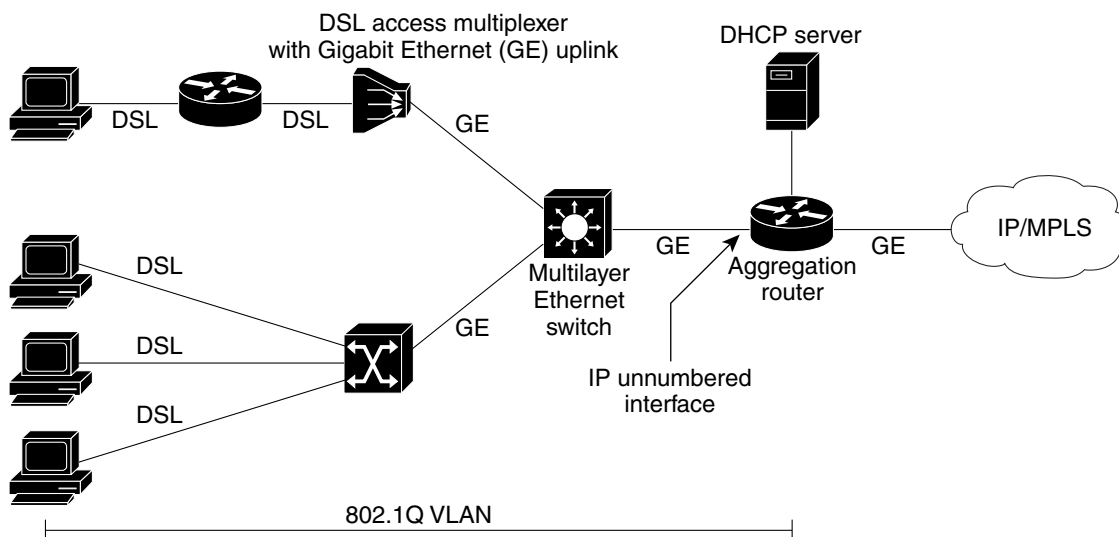 DSL access multiplexer
with Gigabit Ethernet (GE) uplink
DHCP server
DSL
DSL
GE
IP/MPLS
GE
GE
Aggregation
router
Multilayer
Ethernet
switch
DSL
GE
DSL
IP unnumbered
interface
DSL
802.1Q VLAN